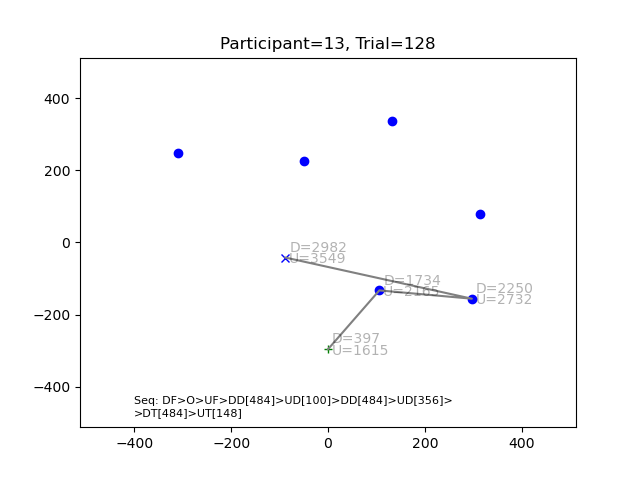 Participant=13, Trial=128
400
200
0
−200
−400
D=2982
U=3549
D=1734
U=2165
D=2250
U=2732
D=397
U=1615
Seq: DF>O>UF>DD[484]>UD[100]>DD[484]>UD[356]>
>DT[484]>UT[148]
−400
−200
0
200
400